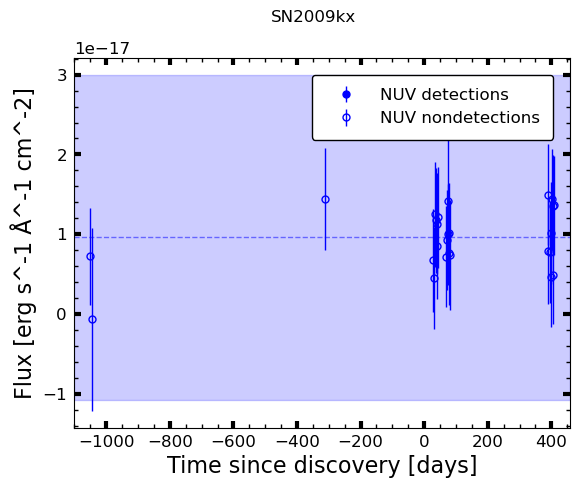 SN2009kx
1e−17
NUV detections
NUV nondetections
3
2
1
0
−1
Flux [erg s^-1 Å^-1 cm^-2]
−1000 −800 −600 −400 −200 0 200 400
Time since discovery [days]